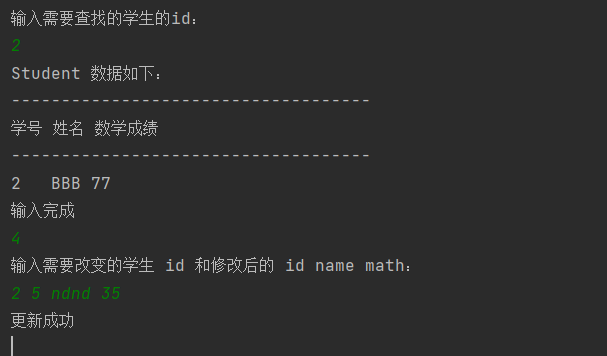 输入需要查找的学生的id：
2
Student 数据如下：
------------------------------------
学号 姓名 数学成绩
------------------------------------
2   BBB 77
输入完成
4
输入需要改变的学生 id 和修改后的 id name math：
2 5 ndnd 35
更新成功